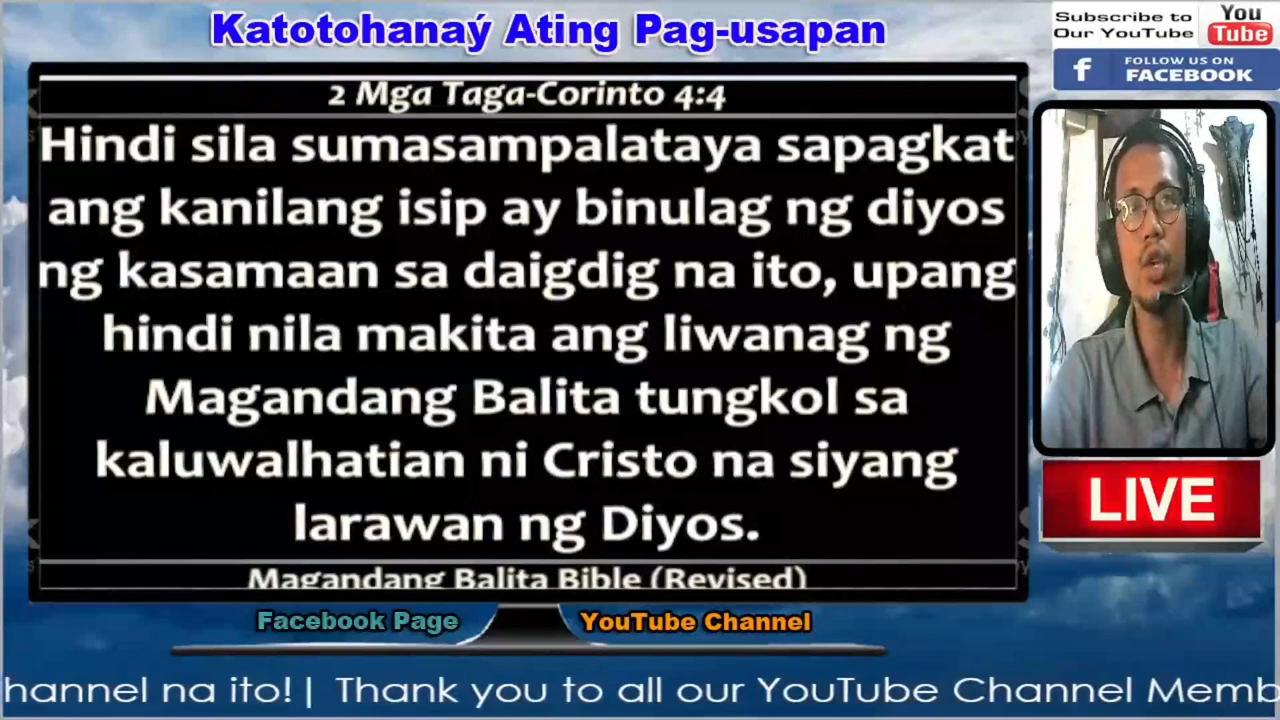 Katotohanaý Ating Pag-usapan
Subscribe to
Our YouTube
You
Tube
f
FOLLOW US ON
FACEBOOK
2 Mga Taga-Corinto 4:4
Hindi sila sumasampalataya sapagkat
ang kanilang isip ay binulag ng diyos
ng kasamaan sa daigdig na ito, upang
hindi nila makita ang liwanag ng
Magandang Balita tungkol sa
kaluwalhatian ni Cristo na siyang
larawan ng Diyos.
Magandang Balita Bible (Revised)
LIVE
Facebook Page
YouTube Channel
hannel na ito! | Thank you to all our YouTube Channel Memb